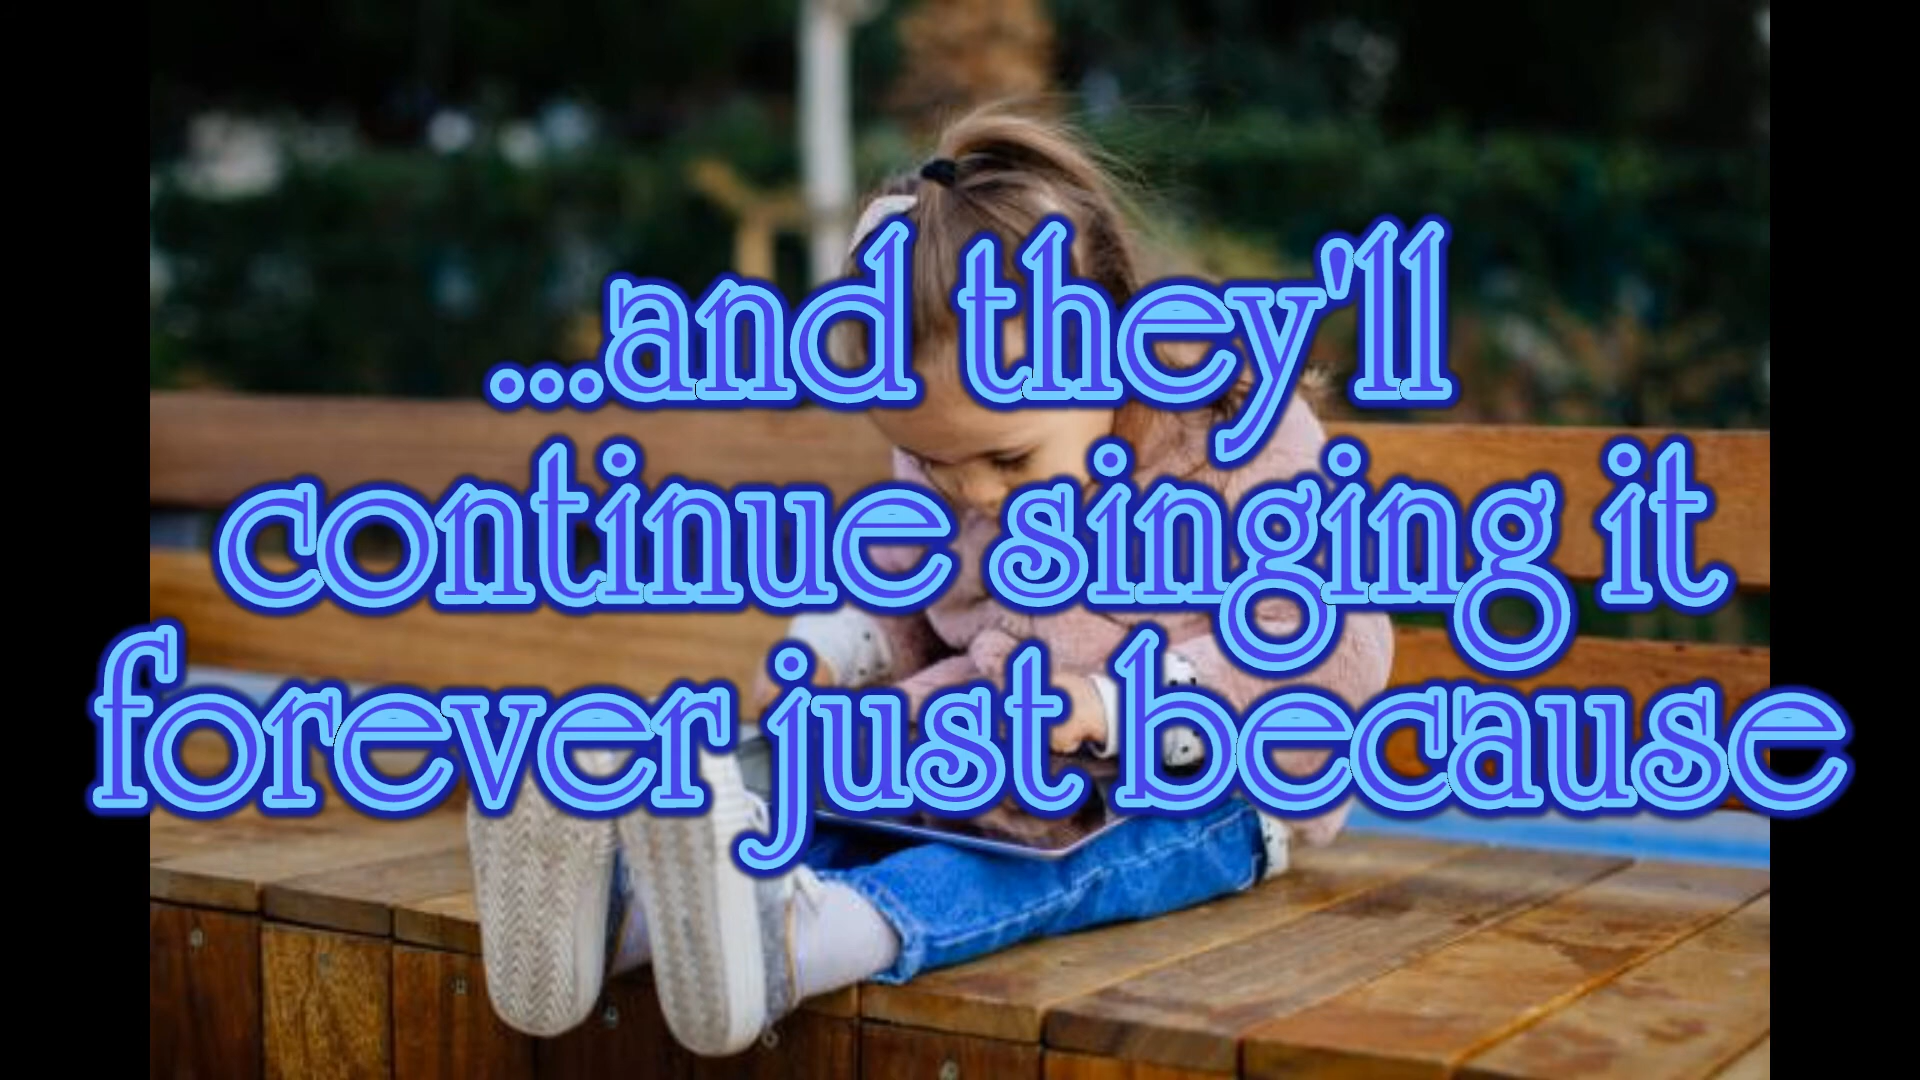 ...and they'll
continue singing it
forever just because